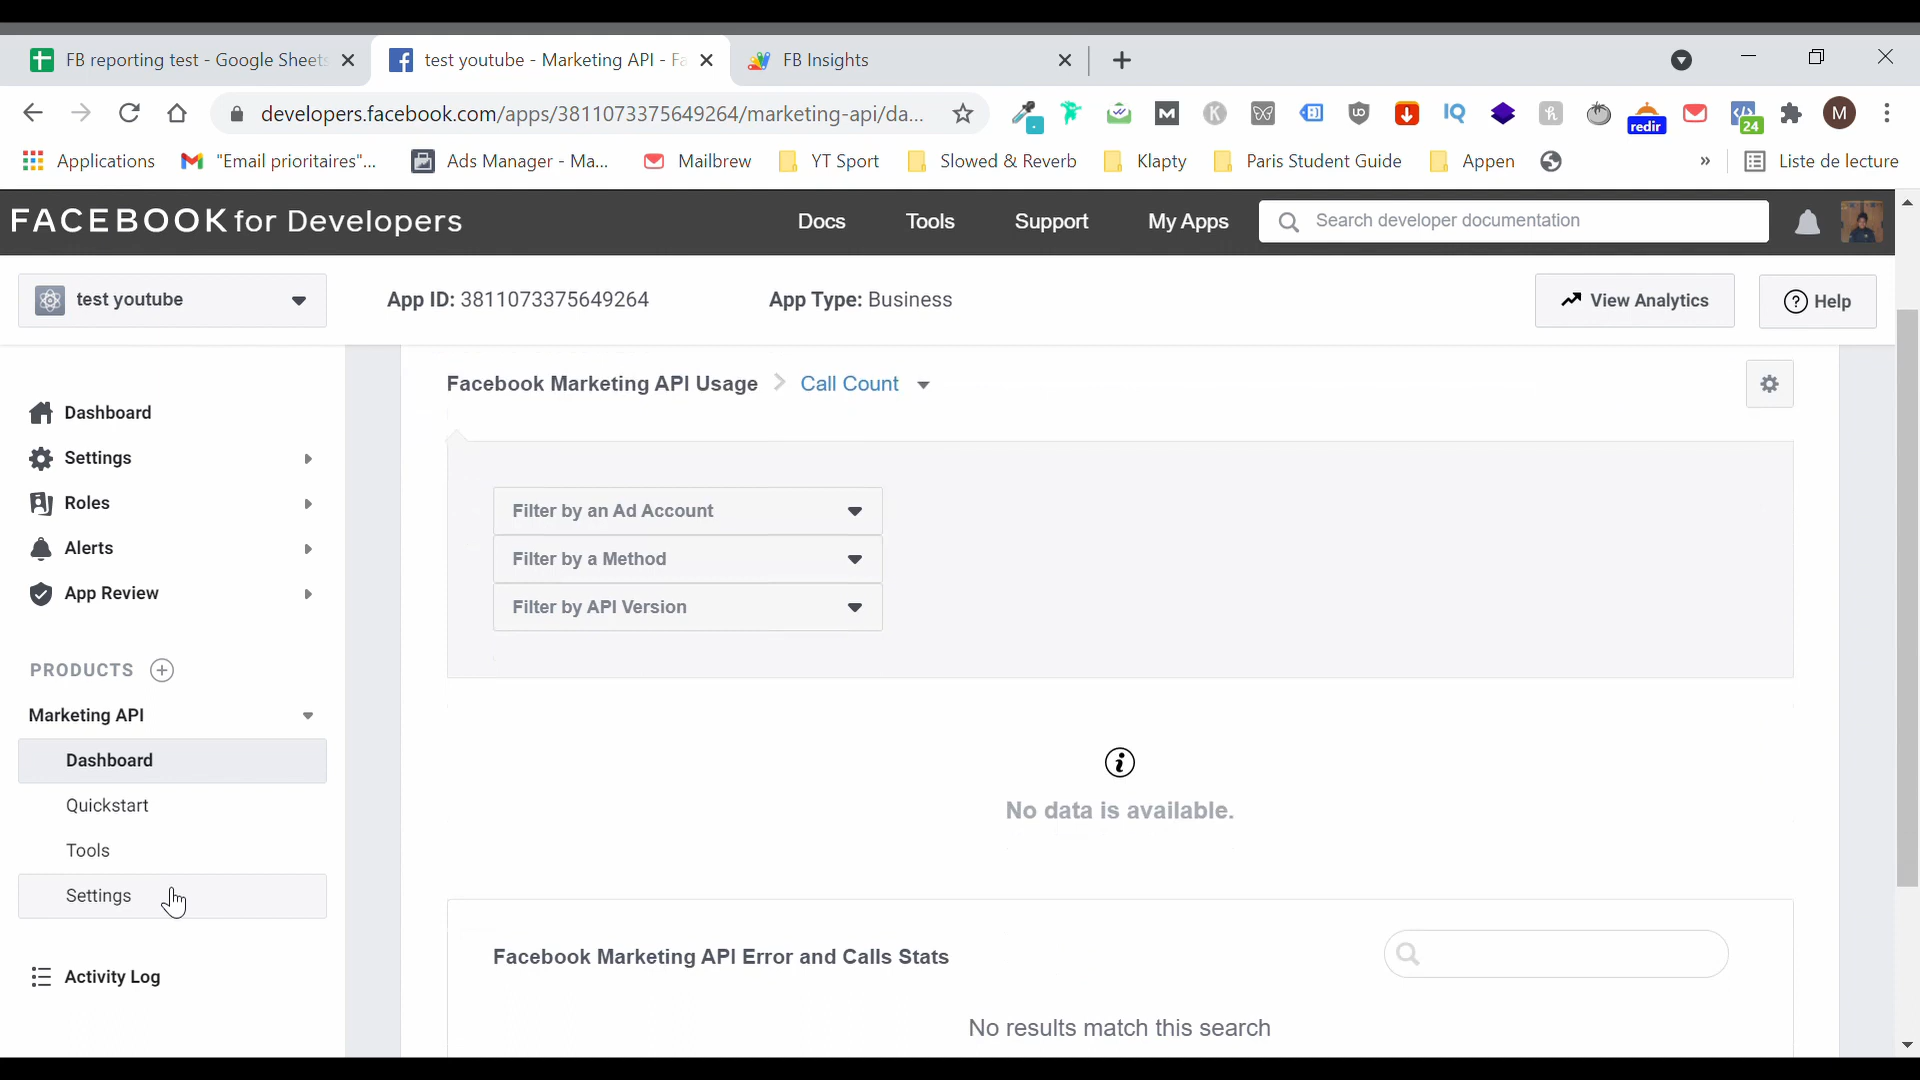 FB reporting test - Google Sheets
test youtube - Marketing API - Fa
FB Insights
developers.facebook.com/apps/3811073375649264/marketing-api/da...
redir
24
M
Applications
"Email prioritaires"...
Ads Manager - Ma...
Mailbrew
YT Sport
Slowed & Reverb
Klapty
Paris Student Guide
Appen
»
Liste de lecture
FACEBOOK for Developers
Docs
Tools
Support
My Apps
Search developer documentation
test youtube
App ID: 3811073375649264
App Type: Business
View Analytics
Help
Dashboard
Settings
Roles
Alerts
App Review
PRODUCTS
Marketing API
Dashboard
Quickstart
Tools
Settings
Activity Log
Facebook Marketing API Usage
Call Count
Filter by an Ad Account
Filter by a Method
Filter by API Version
No data is available.
Facebook Marketing API Error and Calls Stats
No results match this search